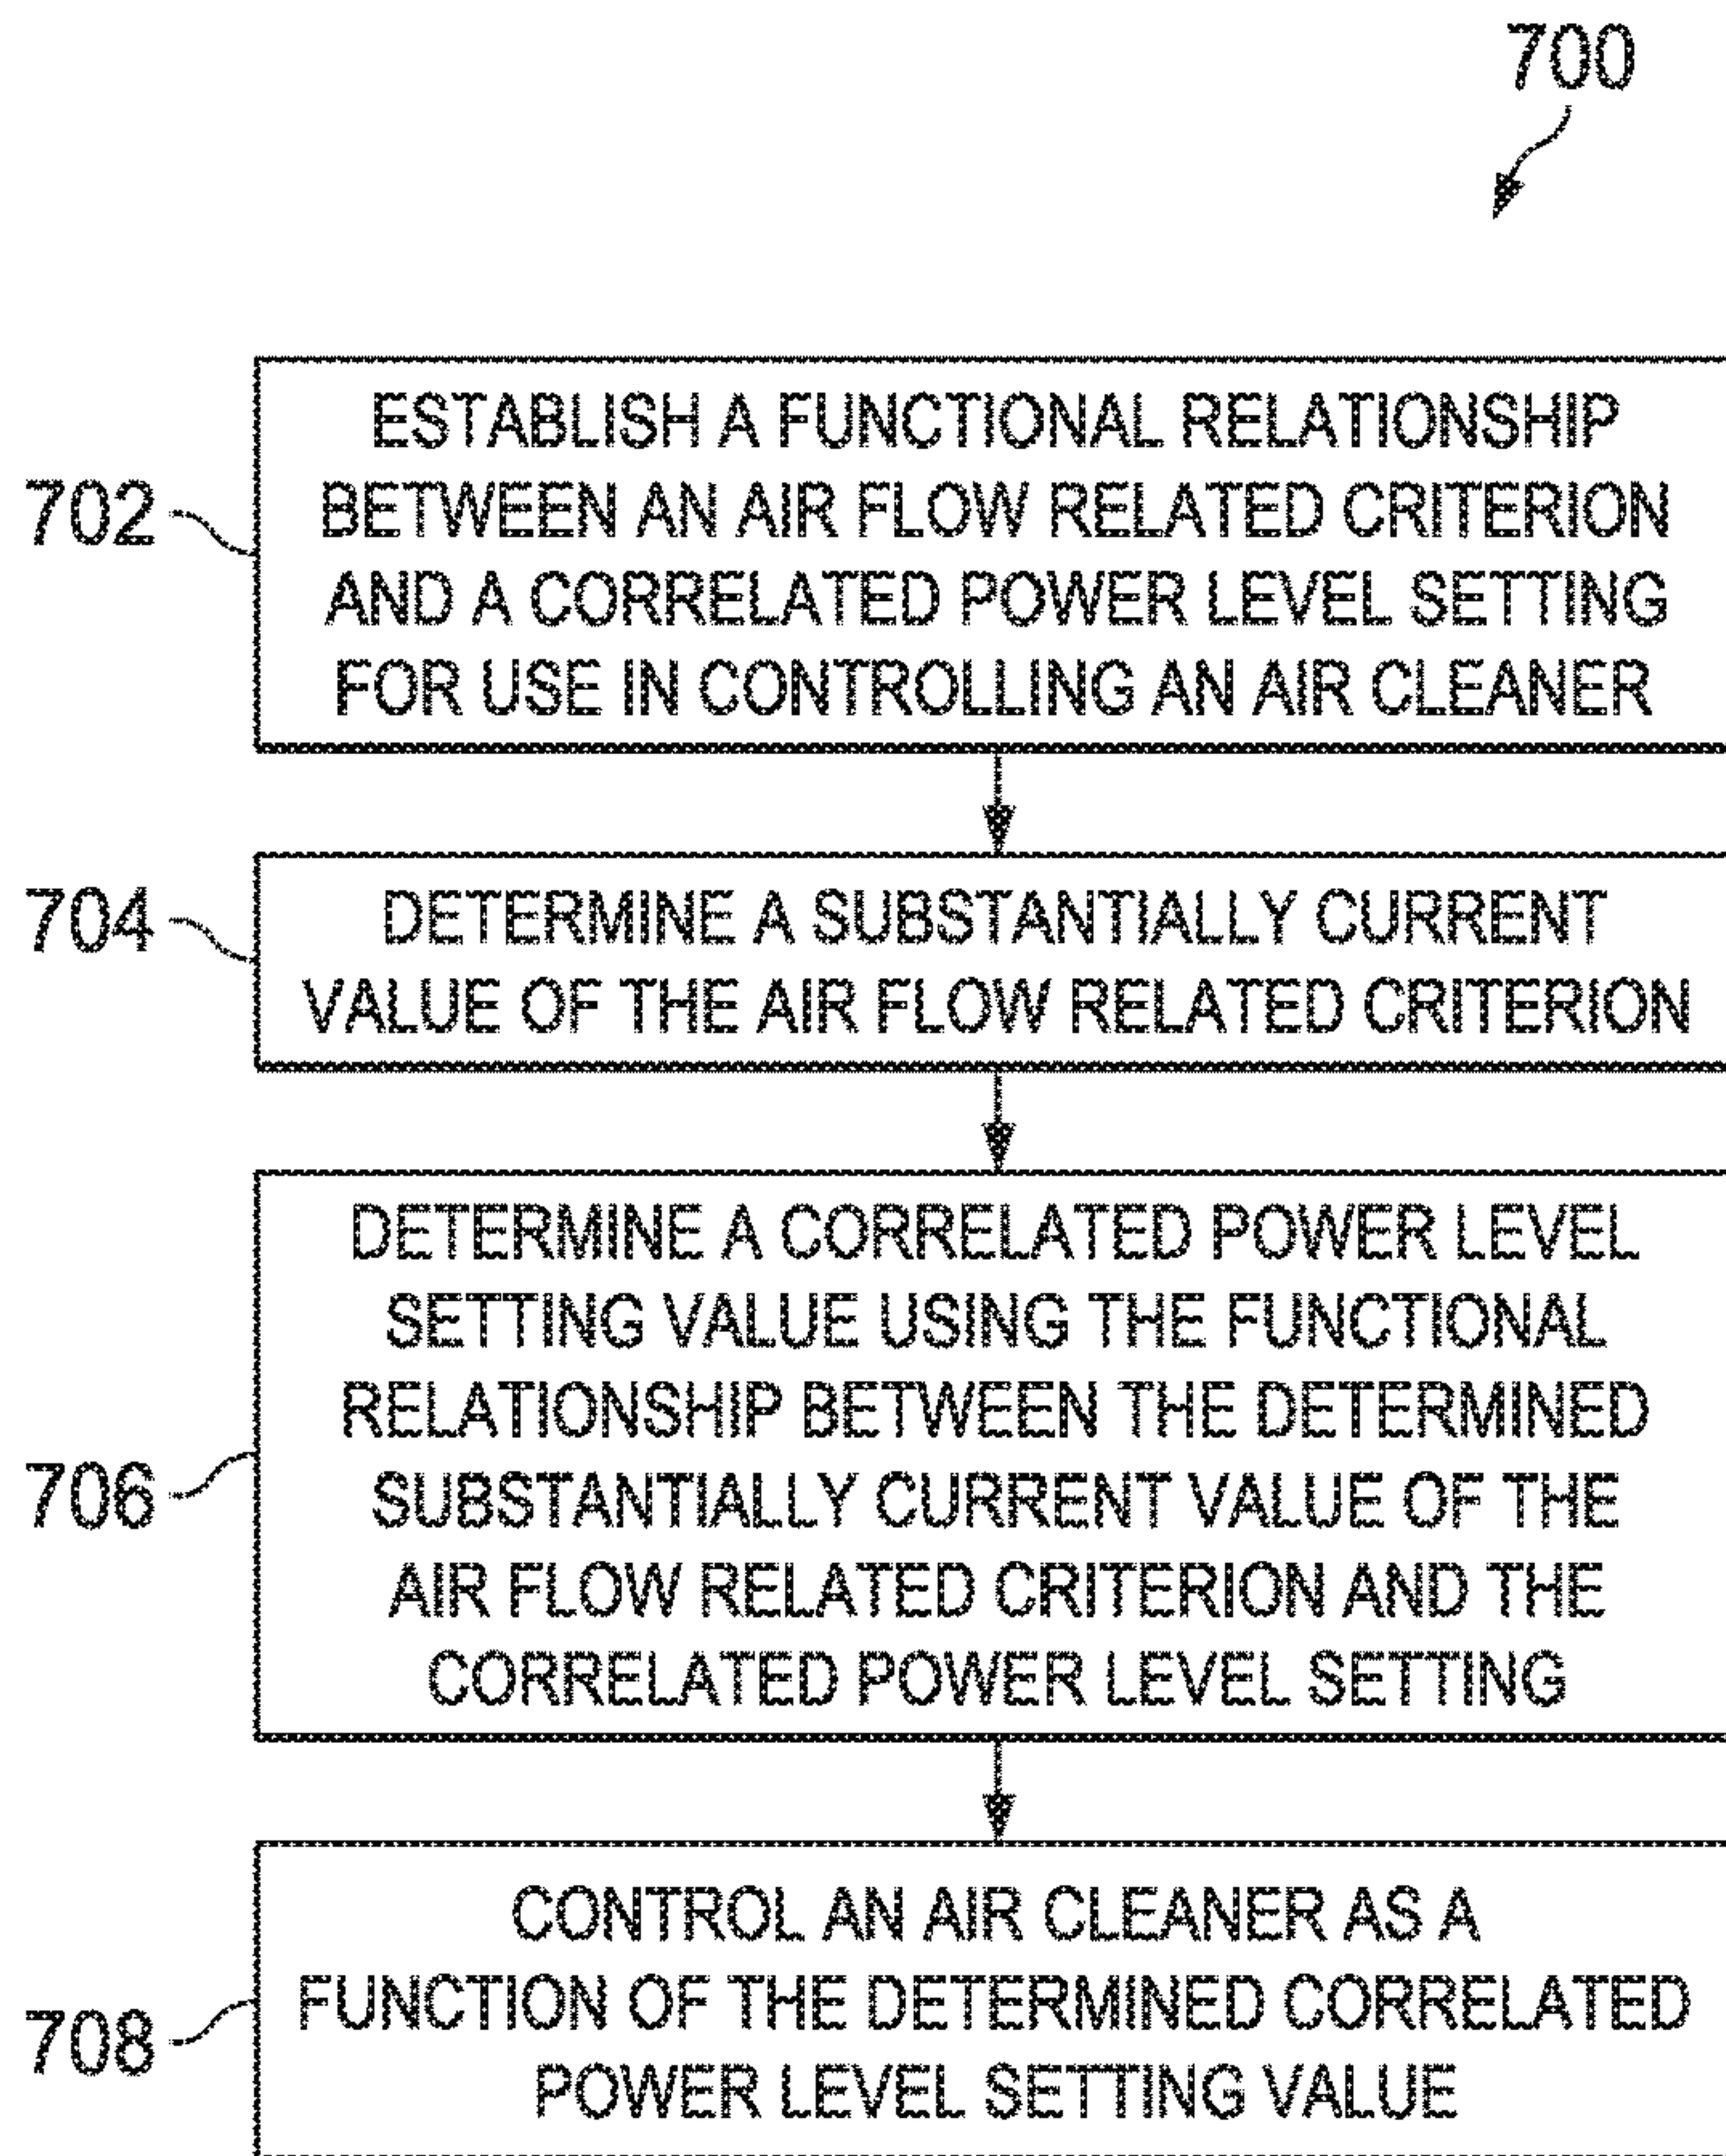 700
702
ESTABLISH A FUNCTIONAL RELATIONSHIP
BETWEEN AN AIR FLOW RELATED CRITERION
AND A CORRELATED POWER LEVEL SETTING
FOR USE IN CONTROLLING AN AIR CLEANER
704
DETERMINE A SUBSTANTIALLY CURRENT
VALUE OF THE AIR FLOW RELATED CRITERION
706
DETERMINE A CORRELATED POWER LEVEL
SETTING VALUE USING THE FUNCTIONAL
RELATIONSHIP BETWEEN THE DETERMINED
SUBSTANTIALLY CURRENT VALUE OF THE
AIR FLOW RELATED CRITERION AND THE
CORRELATED POWER LEVEL SETTING
708
CONTROL AN AIR CLEANER AS A
FUNCTION OF THE DETERMINED CORRELATED
POWER LEVEL SETTING VALUE